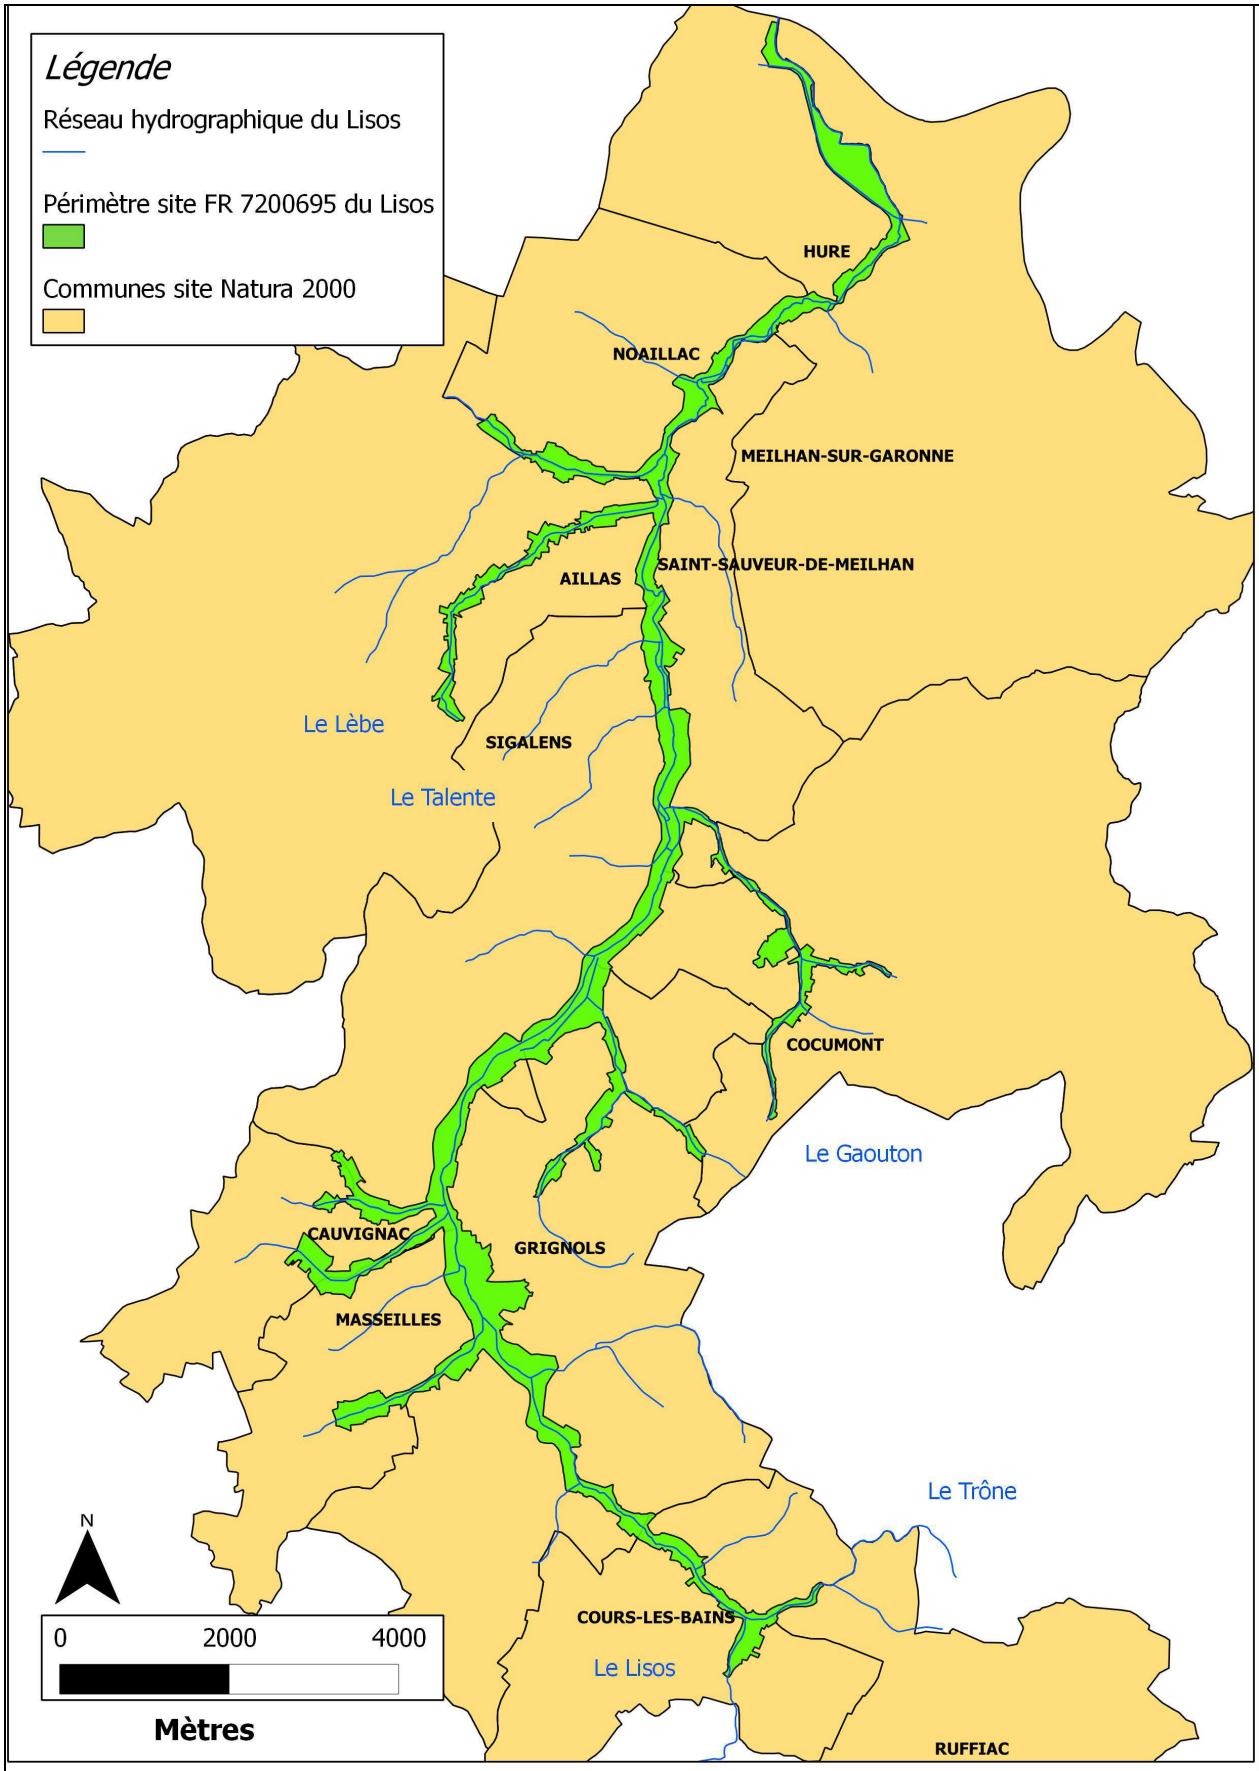 Légende
Réseau hydrographique du Lisos
Périmètre site FR 7200695 du Lisos
Communes site Natura 2000
HURE
NOAILLAC
MEILHAN-SUR-GARONNE
SAINT-SAUVEUR-DE-MEILHAN
AILLAS
Le Lèbe
SIGALENS
Le Talente
COCUMONT
Le Gaouton
CAUVIGNAC
GRIGNOLS
MASSEILLES
Le Trône
N
COURS-LES-BAINS
0 2000 4000
Le Lisos
Mètres
RUFFIAC